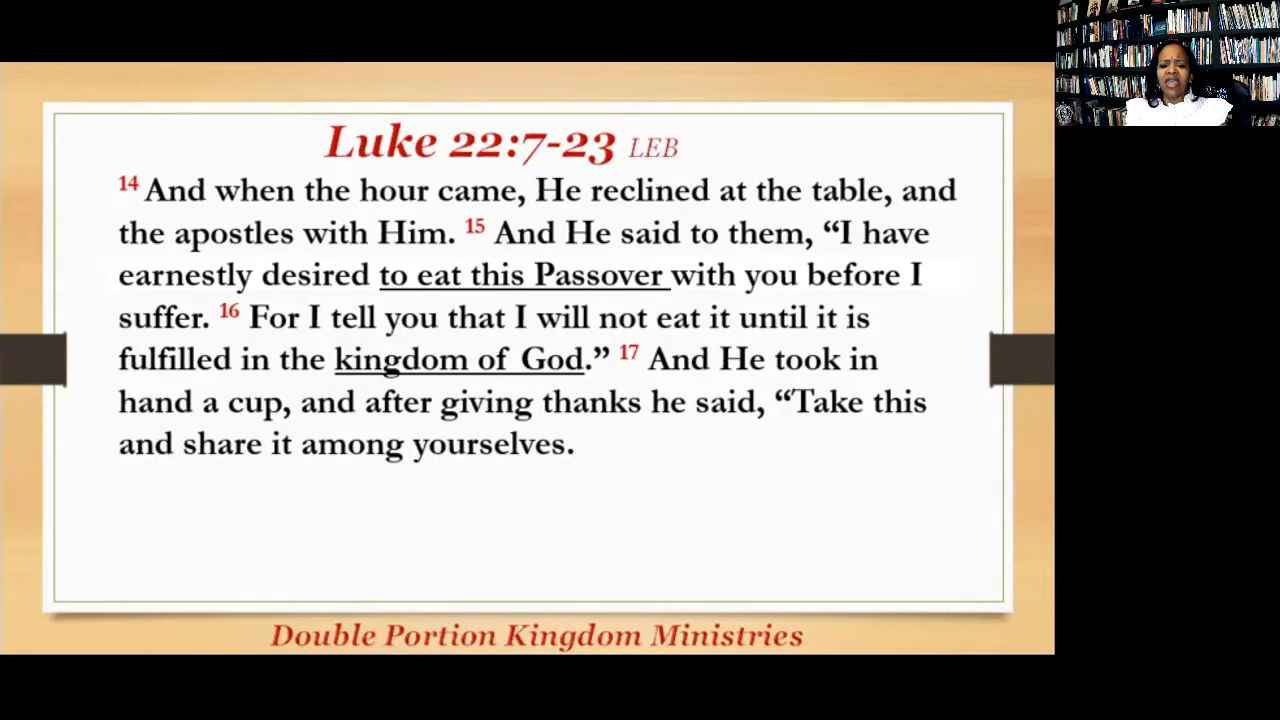 Luke 22:7-23 LEB
14 And when the hour came, He reclined at the table, and
the apostles with Him. 15 And He said to them, “I have
earnestly desired to eat this Passover with you before I
suffer. 16 For I tell you that I will not eat it until it is
fulfilled in the kingdom of God.” 17 And He took in
hand a cup, and after giving thanks he said, “Take this
and share it among yourselves.
Double Portion Kingdom Ministries